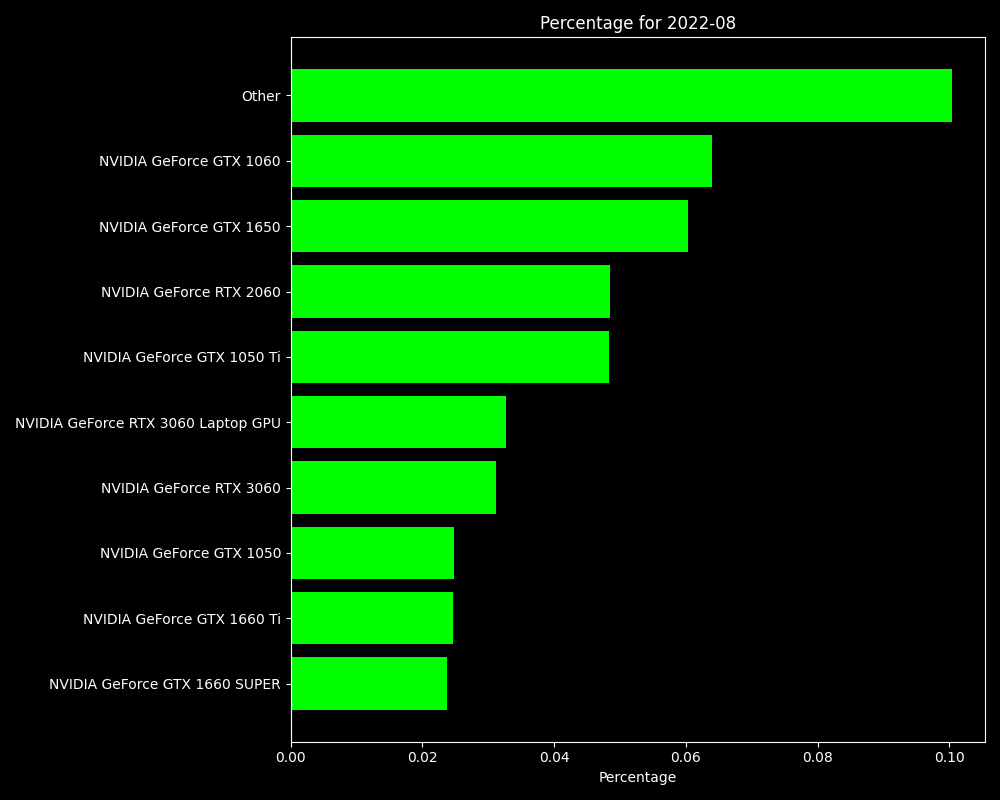 Percentage for 2022-08
Other
NVIDIA GeForce GTX 1060
NVIDIA GeForce GTX 1650
NVIDIA GeForce RTX 2060
NVIDIA GeForce GTX 1050 Ti
NVIDIA GeForce RTX 3060 Laptop GPU
NVIDIA GeForce RTX 3060
NVIDIA GeForce GTX 1050
NVIDIA GeForce GTX 1660 Ti
NVIDIA GeForce GTX 1660 SUPER
0.00 0.02 0.04 0.06 0.08 0.10
Percentage